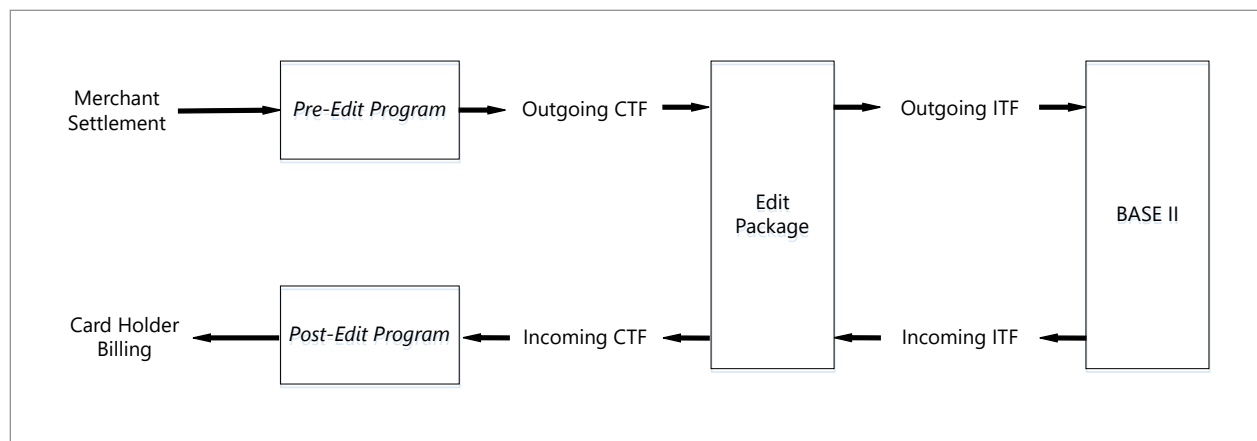 Merchant
Settlement
Pre-Edit Program
Outgoing CTF
Outgoing ITF
Edit
Package
BASE II
Card Holder
Billing
Post-Edit Program
Incoming CTF
Incoming ITF